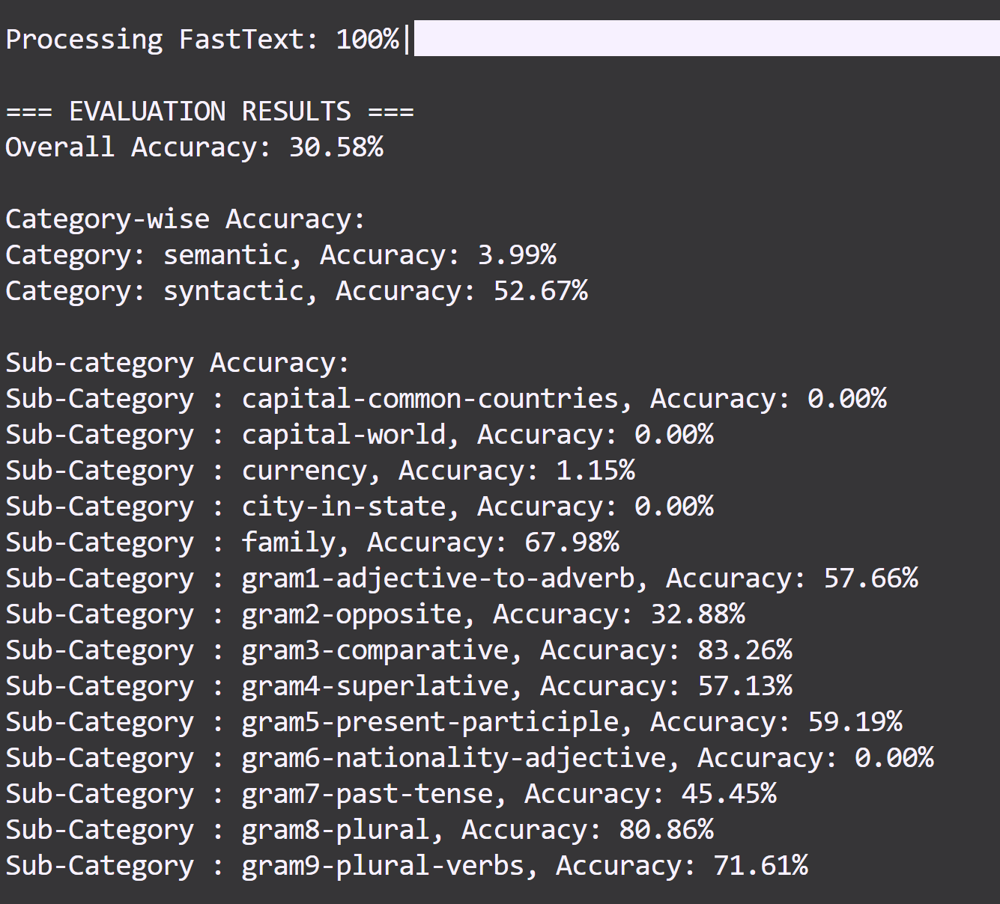 Processing FastText: 100%|
=== EVALUATION RESULTS ===
Overall Accuracy: 30.58%
Category-wise Accuracy:
Category: semantic, Accuracy: 3.99%
Category: syntactic, Accuracy: 52.67%
Sub-category Accuracy:
Sub-Category : capital-common-countries, Accuracy: 0.00%
Sub-Category : capital-world, Accuracy: 0.00%
Sub-Category : currency, Accuracy: 1.15%
Sub-Category : city-in-state, Accuracy: 0.00%
Sub-Category : family, Accuracy: 67.98%
Sub-Category : gram1-adjective-to-adverb, Accuracy: 57.66%
Sub-Category : gram2-opposite, Accuracy: 32.88%
Sub-Category : gram3-comparative, Accuracy: 83.26%
Sub-Category : gram4-superlative, Accuracy: 57.13%
Sub-Category : gram5-present-participle, Accuracy: 59.19%
Sub-Category : gram6-nationality-adjective, Accuracy: 0.00%
Sub-Category : gram7-past-tense, Accuracy: 45.45%
Sub-Category : gram8-plural, Accuracy: 80.86%
Sub-Category : gram9-plural-verbs, Accuracy: 71.61%